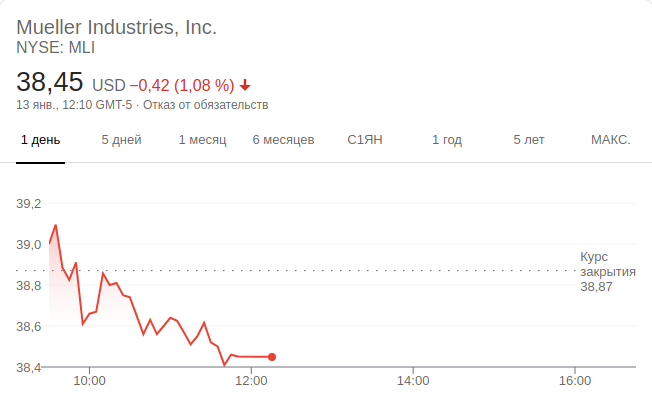 Mueller Industries, Inc.
NYSE: MLI
38,45 USD −0,42 (1,08 %)
13 янв., 12:10 GMT-5 · Отказ от обязательств
1 день 5 дней 1 месяц 6 месяцев С1ЯН 1 год 5 лет МАКС.
39,2
39,0
38,8
38,6
38,4
Курс
закрытия
38,87
10:00 12:00 14:00 16:00